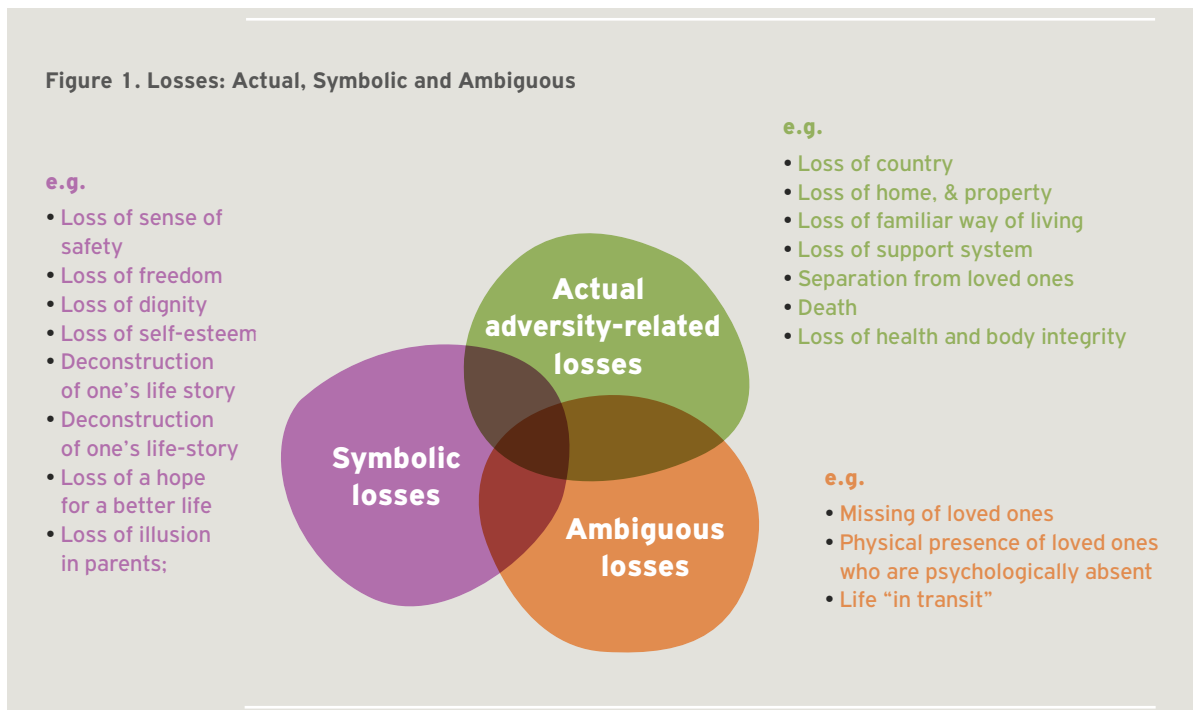 Figure 1. Losses: Actual, Symbolic and Ambiguous
e.g.
• Loss of sense of
safety
• Loss of freedom
• Loss of dignity
• Loss of self-esteem
• Deconstruction
of one's life story
• Deconstruction
of one's life-story
• Loss of a hope
for a better life
• Loss of illusion
in parents;
Actual
adversity-related
losses
Symbolic
losses
Ambiguous
losses
e.g.
• Loss of country
• Loss of home, & property
• Loss of familiar way of living
• Loss of support system
• Separation from loved ones
• Death
• Loss of health and body integrity
e.g.
• Missing of loved ones
• Physical presence of loved ones
who are psychologically absent
• Life “in transit”